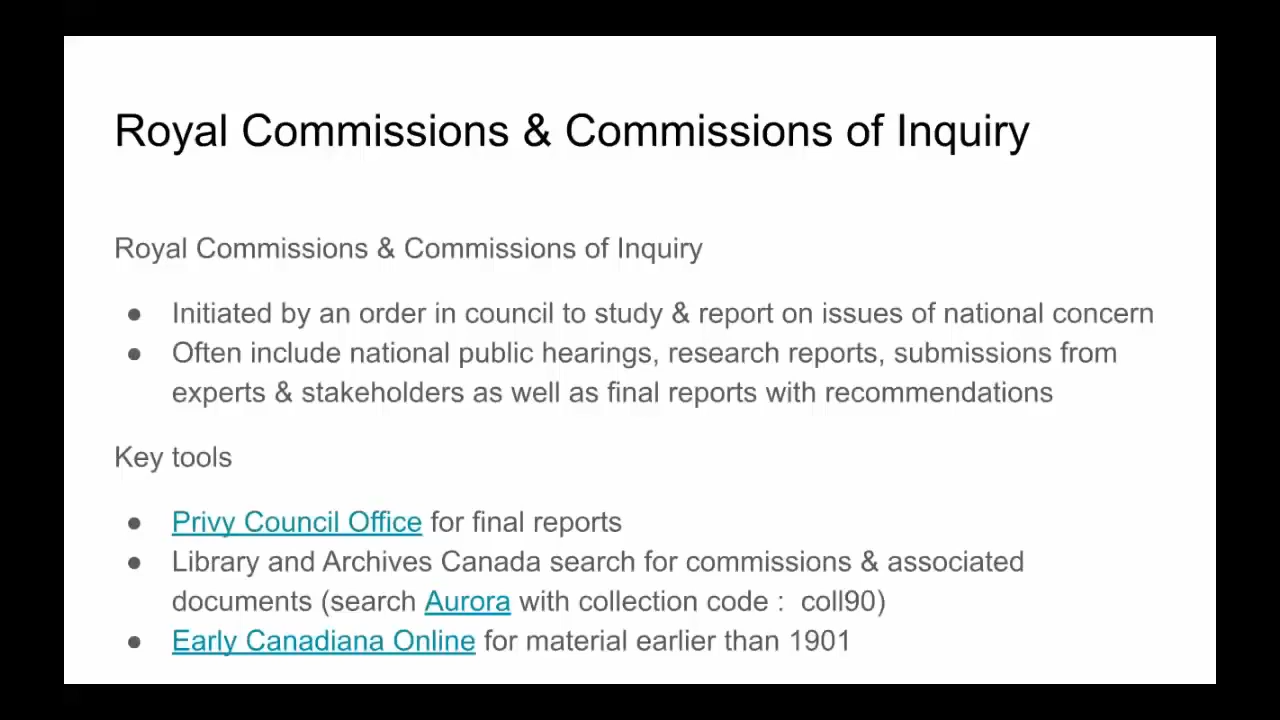 Royal Commissions & Commissions of Inquiry
Royal Commissions & Commissions of Inquiry
● Initiated by an order in council to study & report on issues of national concern
● Often include national public hearings, research reports, submissions from
experts & stakeholders as well as final reports with recommendations
Key tools
● Privy Council Office for final reports
● Library and Archives Canada search for commissions & associated
documents (search Aurora with collection code : coll90)
● Early Canadiana Online for material earlier than 1901